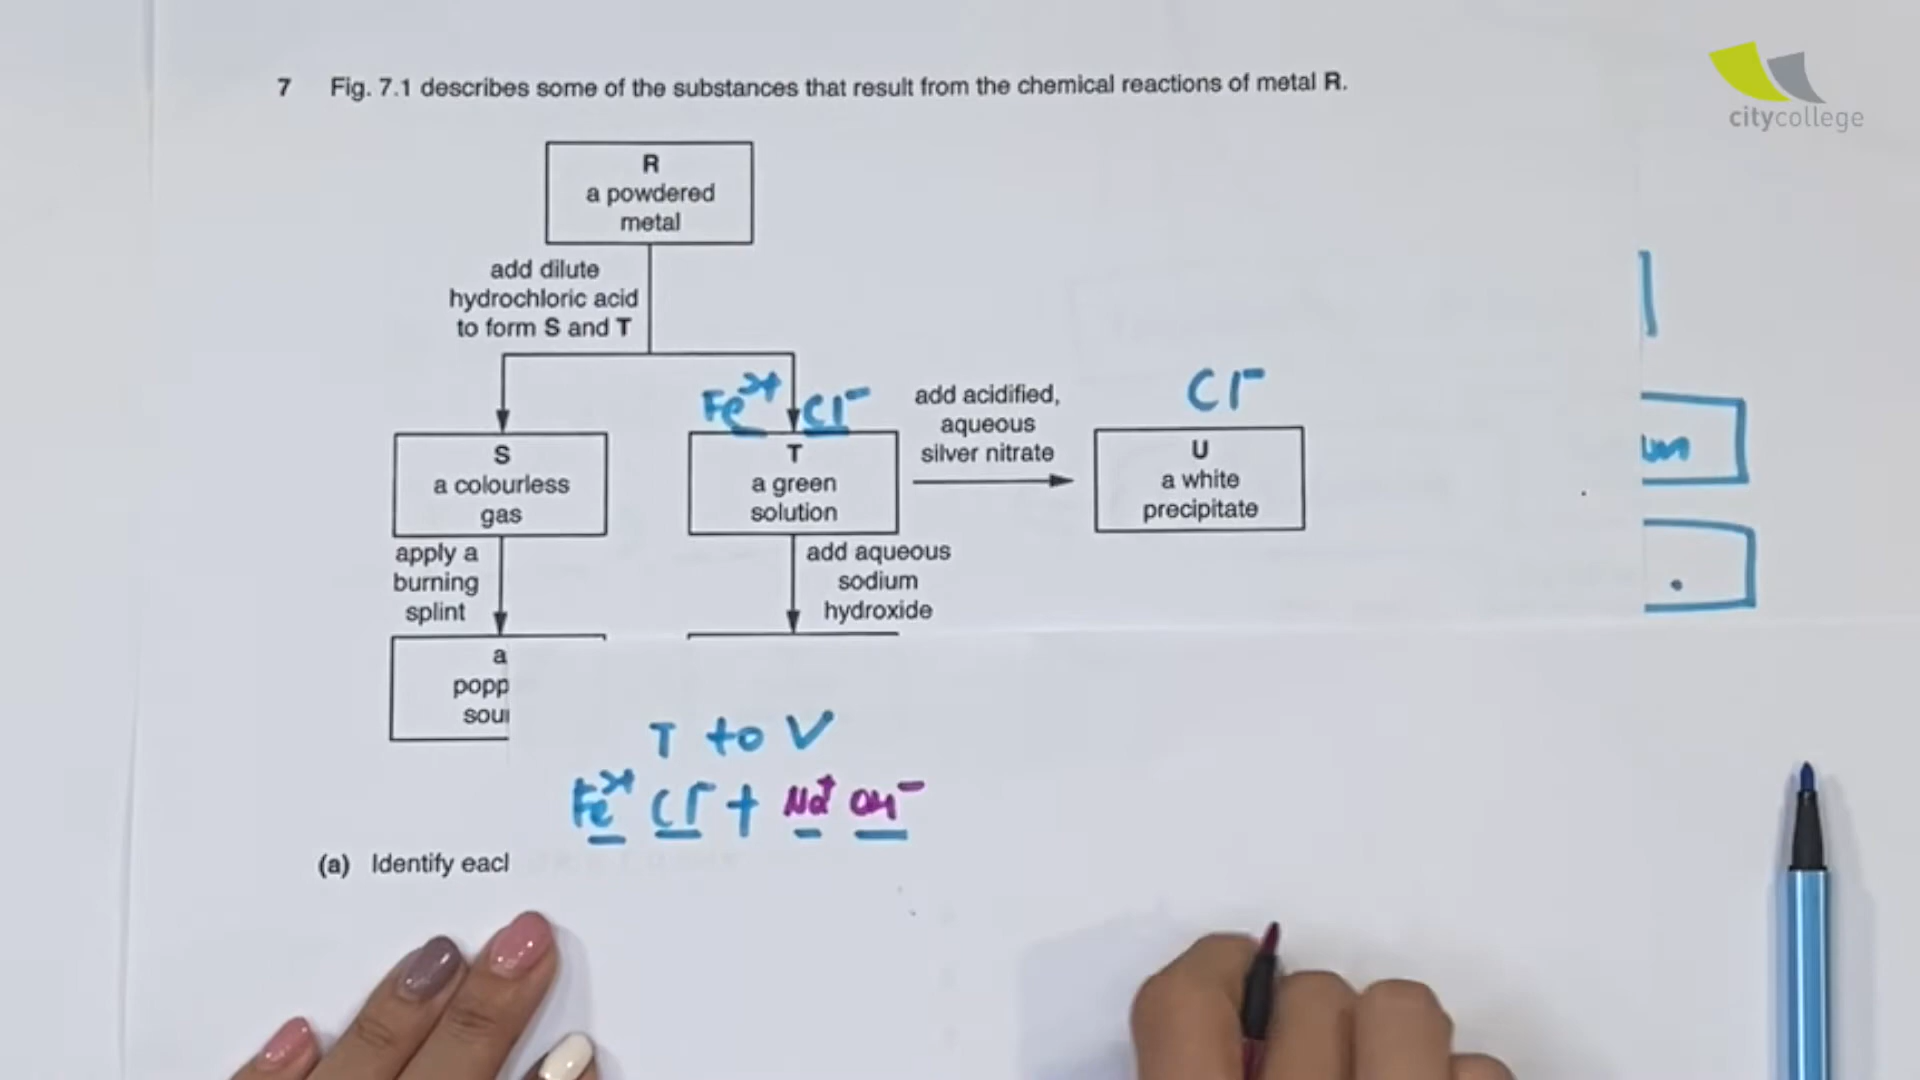 citycollege
7 Fig. 7.1 describes some of the substances that result from the chemical reactions of metal R.
R
a powdered
metal
add dilute
hydrochloric acid
to form S and T
Fe²⁺ Cl⁻
Cl⁻
S
a colourless
gas
T
a green
solution
add acidified,
aqueous
silver nitrate
U
a white
precipitate
apply a
burning
splint
add aqueous
sodium
hydroxide
a
popp
sou
T to V
Fe²⁺ Cl⁻ + Na⁺ OH⁻
(a) Identify eacl